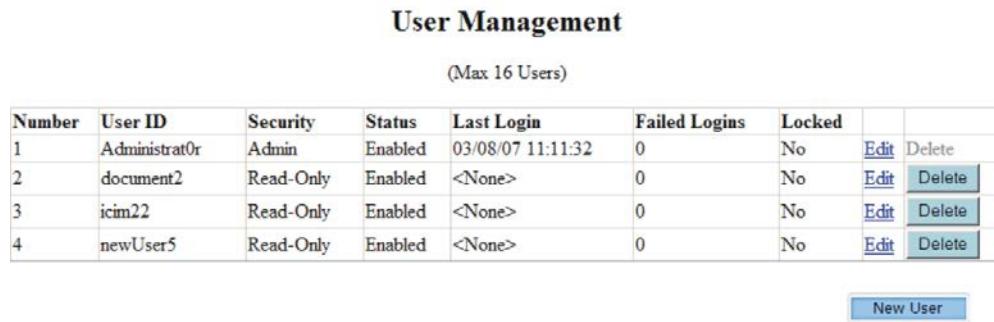 User Management
(Max 16 Users)
Number User ID Security Status Last Login Failed Logins Locked
1 Administrat0r Admin Enabled 03/08/07 11:11:32 0 No Edit Delete
2 document2 Read-Only Enabled <None> 0 No Edit Delete
3 icim22 Read-Only Enabled <None> 0 No Edit Delete
4 newUser5 Read-Only Enabled <None> 0 No Edit Delete
New User